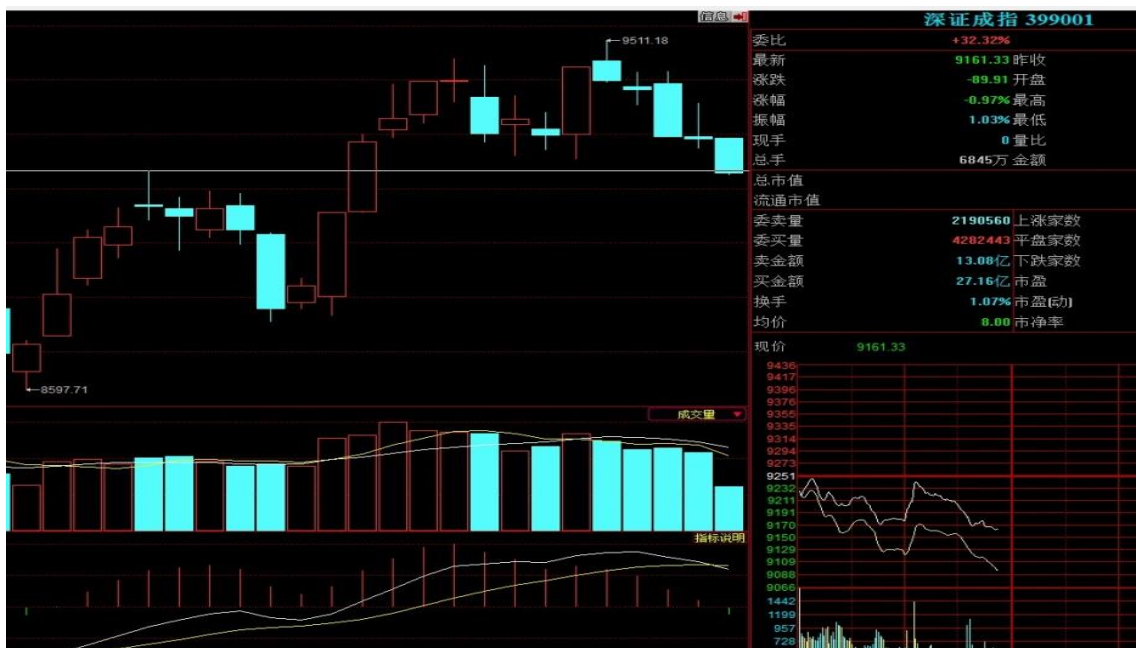 信息
深证成指 399001
委比 +32.32%
最新 9161.33 昨收
涨跌 -89.91 开盘
涨幅 -0.97% 最高
振幅 1.03% 最低
现手 0 量比
总手 6845万 金额
总市值
流通市值
委卖量 2190560 上涨家数
委买量 4282443 平盘家数
卖金额 13.08亿 下跌家数
买金额 27.16亿 市盈
换手 1.07% 市盈(动)
均价 8.00 市净率
现价 9161.33
9511.18
8597.71
成交量
指标说明
9436
9417
9396
9376
9355
9335
9314
9294
9273
9251
9232
9211
9191
9170
9150
9129
9109
9088
9066
1442
1199
957
728